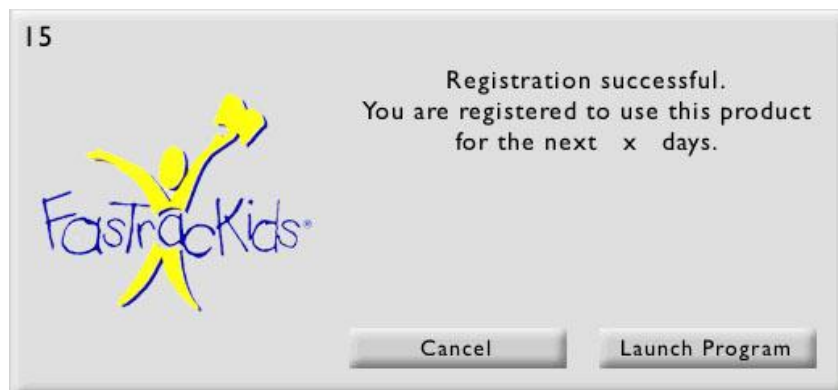 15
Registration successful.
You are registered to use this product
for the next x days.
FasTracKids®
Cancel
Launch Program